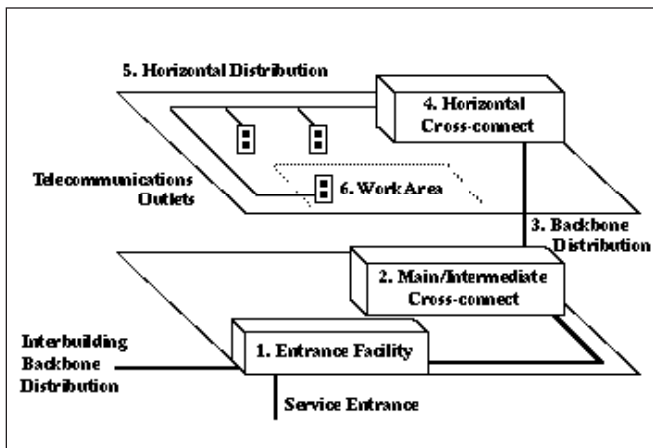 5. Horizontal Distribution
4. Horizontal
Cross-connect
Telecommunications
Outlets
6. Work Area
3. Backbone
Distribution
2. Main/Intermediate
Cross-connect
Interbuilding
Backbone
Distribution
1. Entrance Facility
Service Entrance